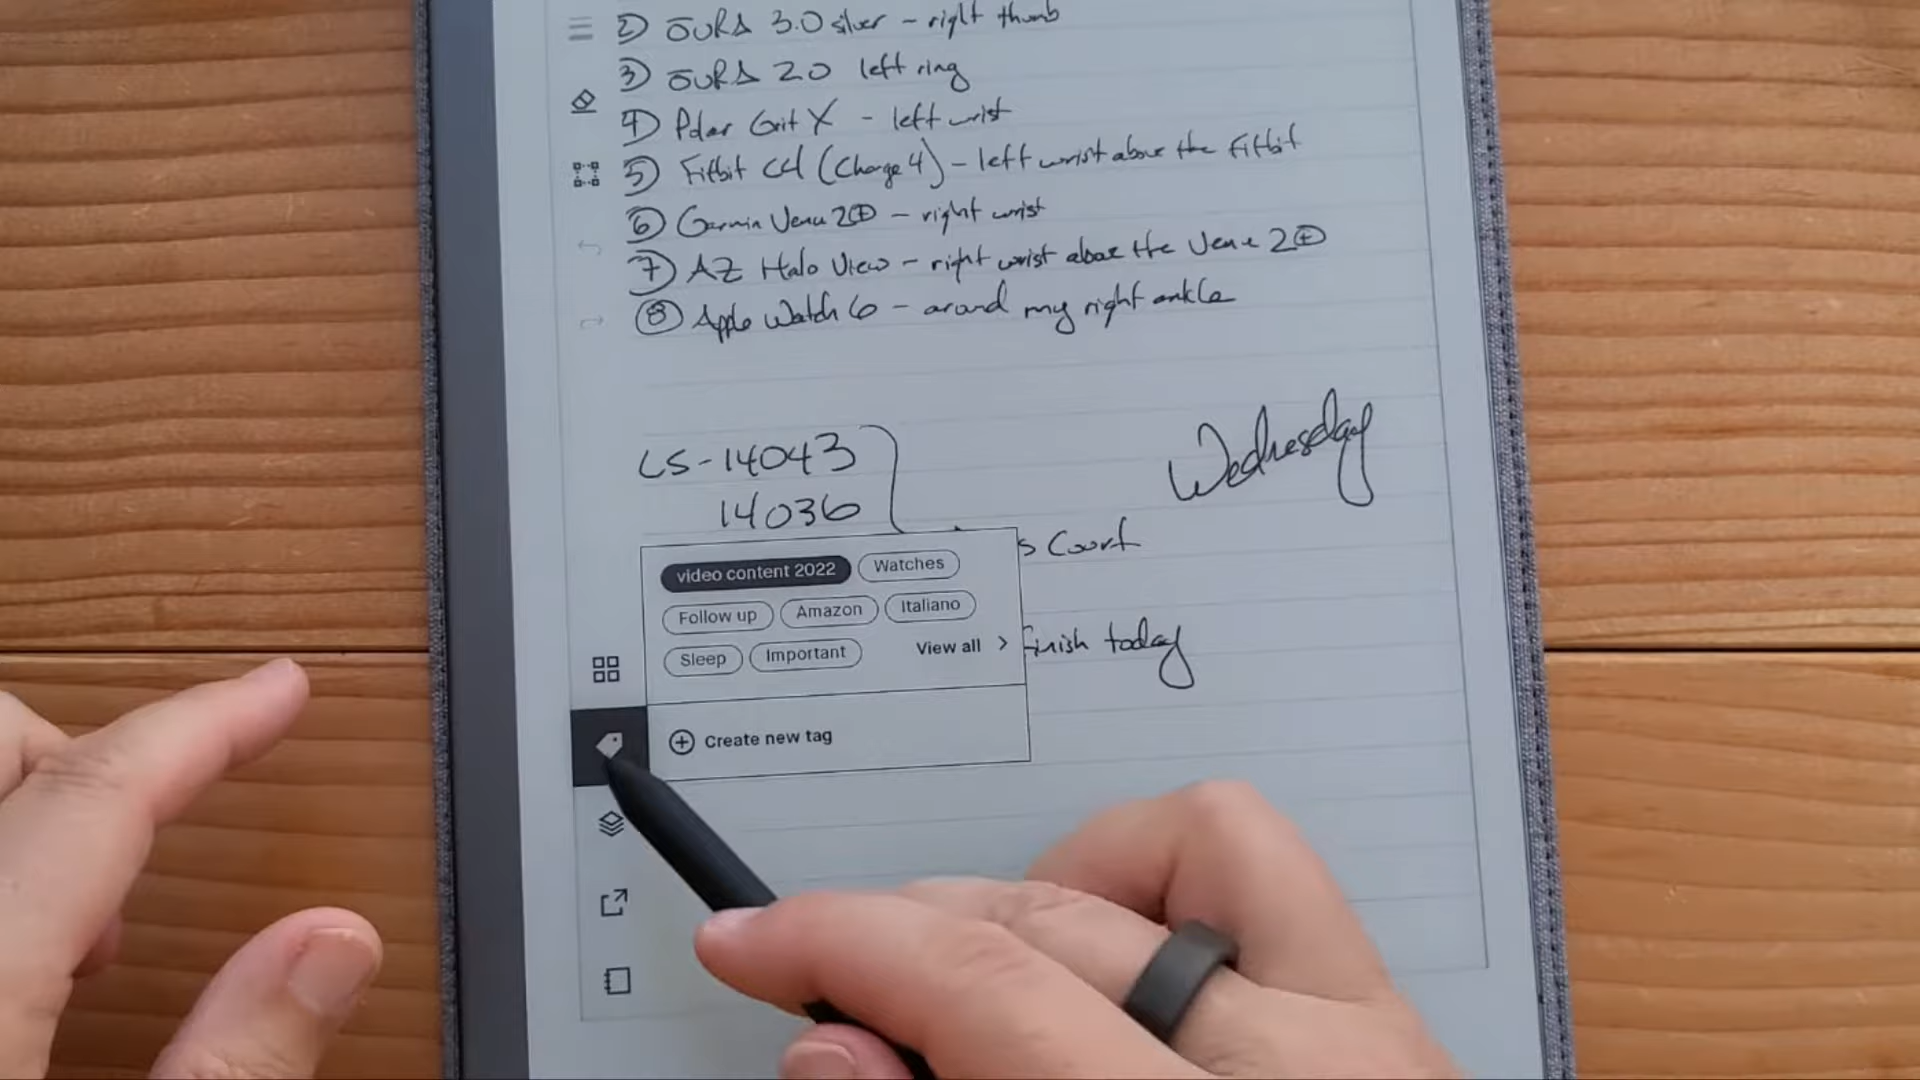 2) OURA 3.0 silver - right thumb
3) OURA 2.0 left ring
4) Polar Grit X - left wrist
5) Fitbit C4 (Charge 4) - left wrist above the Fitbit
6) Garmin Venu 2+ - right wrist
7) AZ Halo View - right wrist above the Venu 2+
8) Apple Watch 6 - around my right ankle
Wednesday
LS-14043
14036
s Court
video content 2022 Watches
Follow up Amazon Italiano
Sleep Important View all >
Finish today
Create new tag